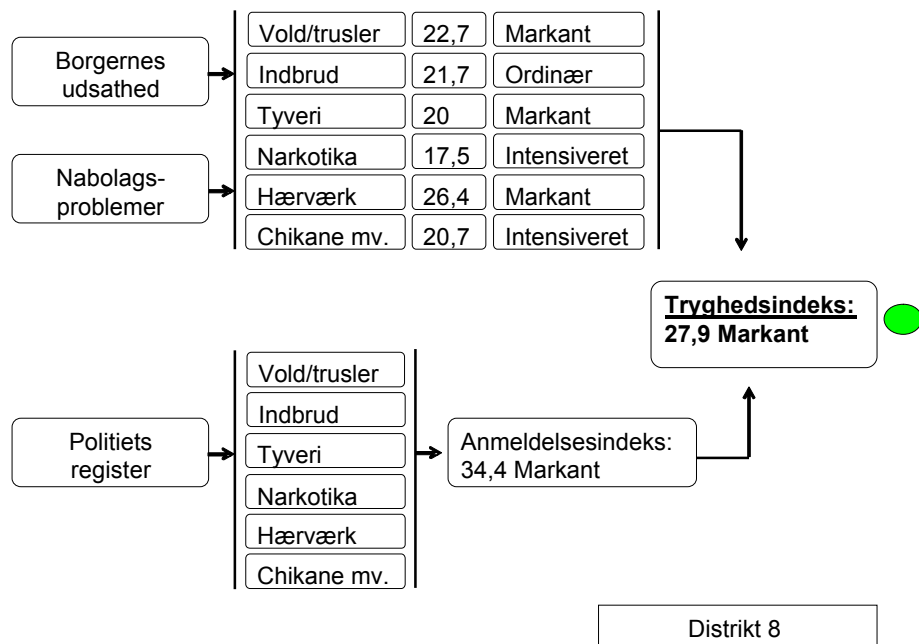 Borgernes
udsathed
Nabolags-
problemer
Vold/trusler 22,7 Markant
Indbrud 21,7 Ordinær
Tyveri 20 Markant
Narkotika 17,5 Intensiveret
Hærværk 26,4 Markant
Chikane mv. 20,7 Intensiveret
Tryghedsindeks:
27,9 Markant
Politiets
register
Vold/trusler
Indbrud
Tyveri
Narkotika
Hærværk
Chikane mv.
Anmeldelsesindeks:
34,4 Markant
Distrikt 8